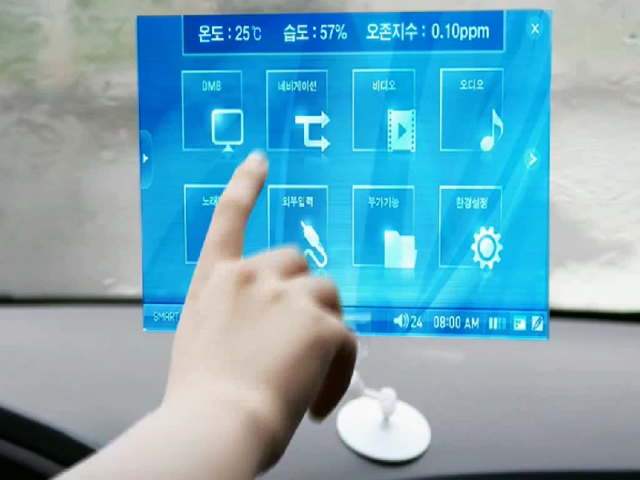 온도 : 25℃ 습도 : 57% 오존지수 : 0.10ppm
DMB 네비게이션 비디오 오디오
외부입력 부가기능 환경설정
SMART 24 08:00 AM